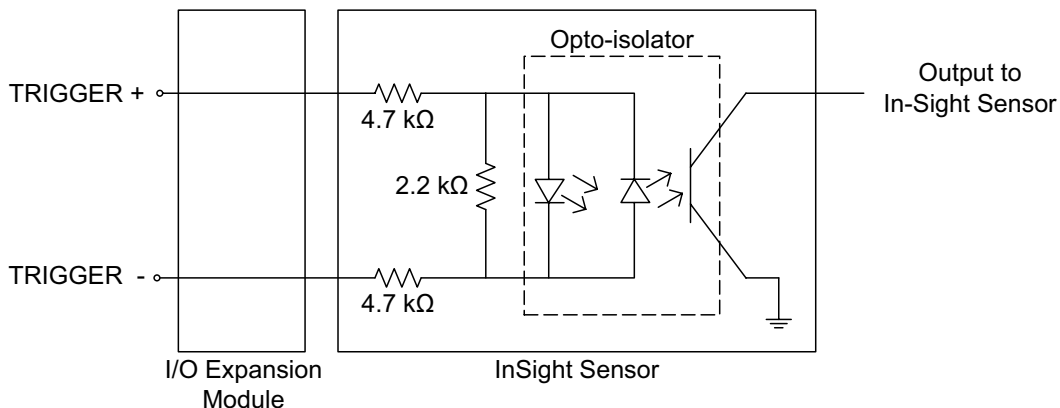 Opto-isolator
TRIGGER +
4.7 kΩ
Output to
In-Sight Sensor
2.2 kΩ
TRIGGER -
4.7 kΩ
I/O Expansion
Module
InSight Sensor